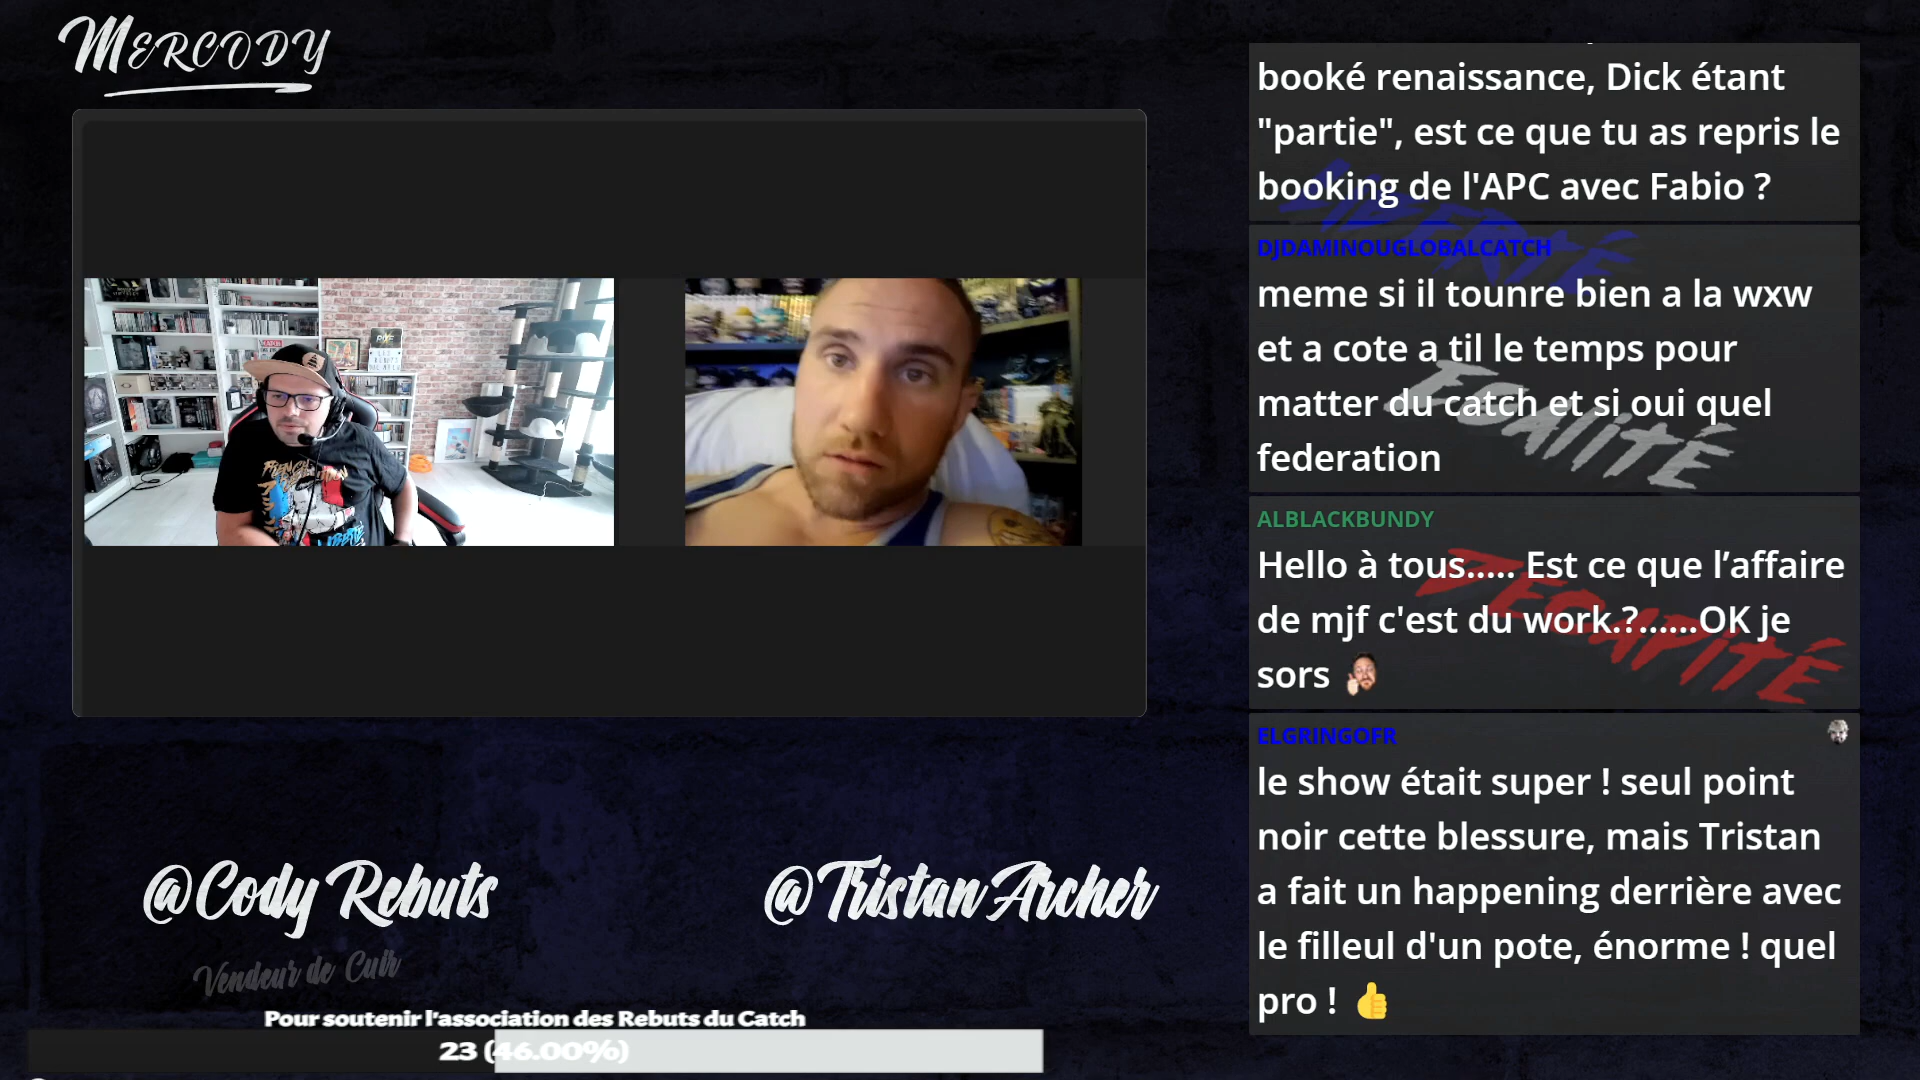 MERCODY
booké renaissance, Dick étant
"partie", est ce que tu as repris le
booking de l'APC avec Fabio ?
LIBERTÉ
DJDAMINOUGLOBALCATCH
meme si il tounre bien a la wxw
et a cote a til le temps pour
matter du catch et si oui quel
federation
EGALITÉ
ALBLACKBUNDY
Hello à tous..... Est ce que l’affaire
de mjf c'est du work.?......OK je
sors
DECAPITÉ
ELGRINGOFR
le show était super ! seul point
noir cette blessure, mais Tristan
a fait un happening derrière avec
le filleul d'un pote, énorme ! quel
pro !
@Cody Rebuts
@Tristan Archer
Vendeur de Cuir
Pour soutenir l'association des Rebuts du Catch
23 (46.00%)